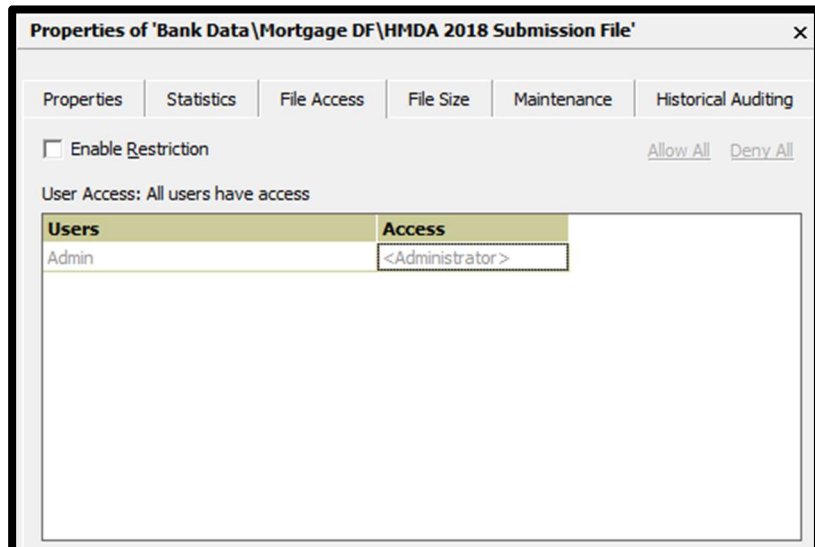 Properties of 'Bank Data\Mortgage DF\HMDA 2018 Submission File' ×
Properties Statistics File Access File Size Maintenance Historical Auditing
Enable Restriction Allow All Deny All
User Access: All users have access
Users Access
Admin <Administrator>